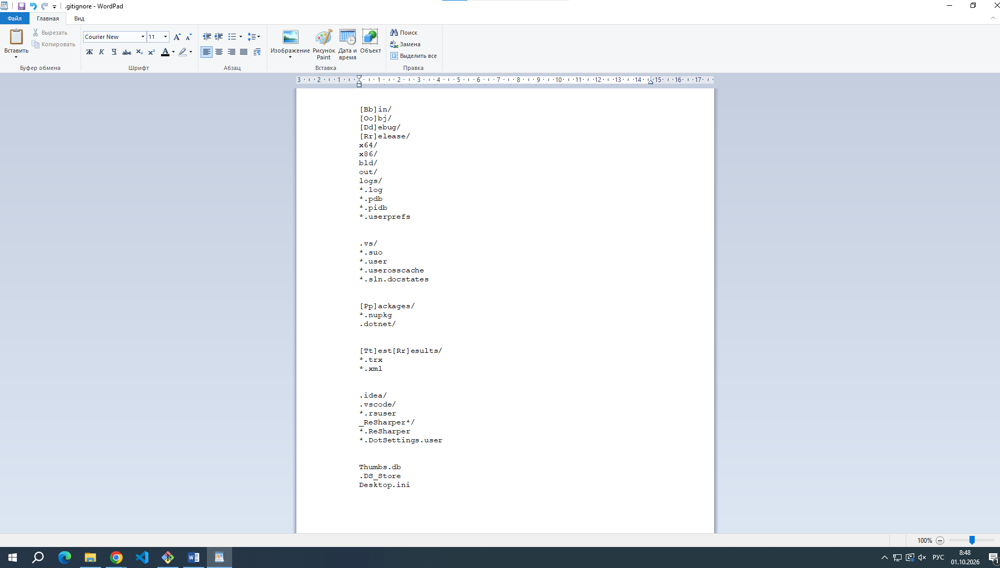 .gitignore - WordPad
Файл
Главная
Вид
Вставить
Вырезать
Копировать
Буфер обмена
Courier New
11
Ж К Ч abc X₂ X² A
Шрифт
Абзац
Изображение
Рисунок Paint
Дата и время
Объект
Вставка
Поиск
Замена
Выделить все
Правка
3 2 1 1 2 3 4 5 6 7 8 9 10 11 12 13 14 15 16 17
[Bb]in/
[Oo]bj/
[Dd]ebug/
[Rr]elease/
x64/
x86/
bld/
out/
logs/
*.log
*.pdb
*.pidb
*.userprefs
.vs/
*.suo
*.user
*.userosscache
*.sln.docstates
[Pp]ackages/
*.nupkg
.dotnet/
[Tt]est[Rr]esults/
*.trx
*.xml
.idea/
.vscode/
*.rsuser
_ReSharper*/
*.ReSharper
*.DotSettings.user
Thumbs.db
.DS_Store
Desktop.ini
100%
РУС
8:48
01.10.2026
1